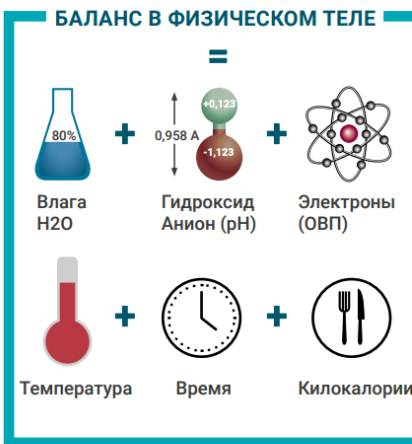 БАЛАНС В ФИЗИЧЕСКОМ ТЕЛЕ
=
80%
+
0,958 А
+0,123
-1,123
+
Влага
H2O
Гидроксид
Анион (pH)
Электроны
(ОВП)
+
+
Температура
Время
Килокалории